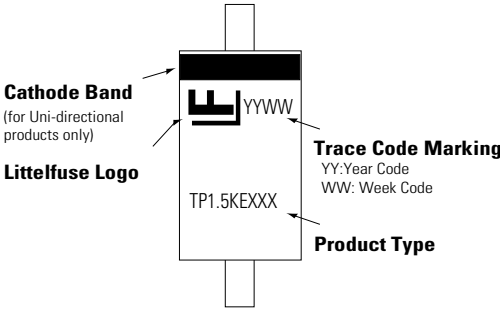 Cathode Band
(for Uni-directional
products only)
Littelfuse Logo
YYWW
Trace Code Marking
YY:Year Code
WW: Week Code
TP1.5KEXXX
Product Type